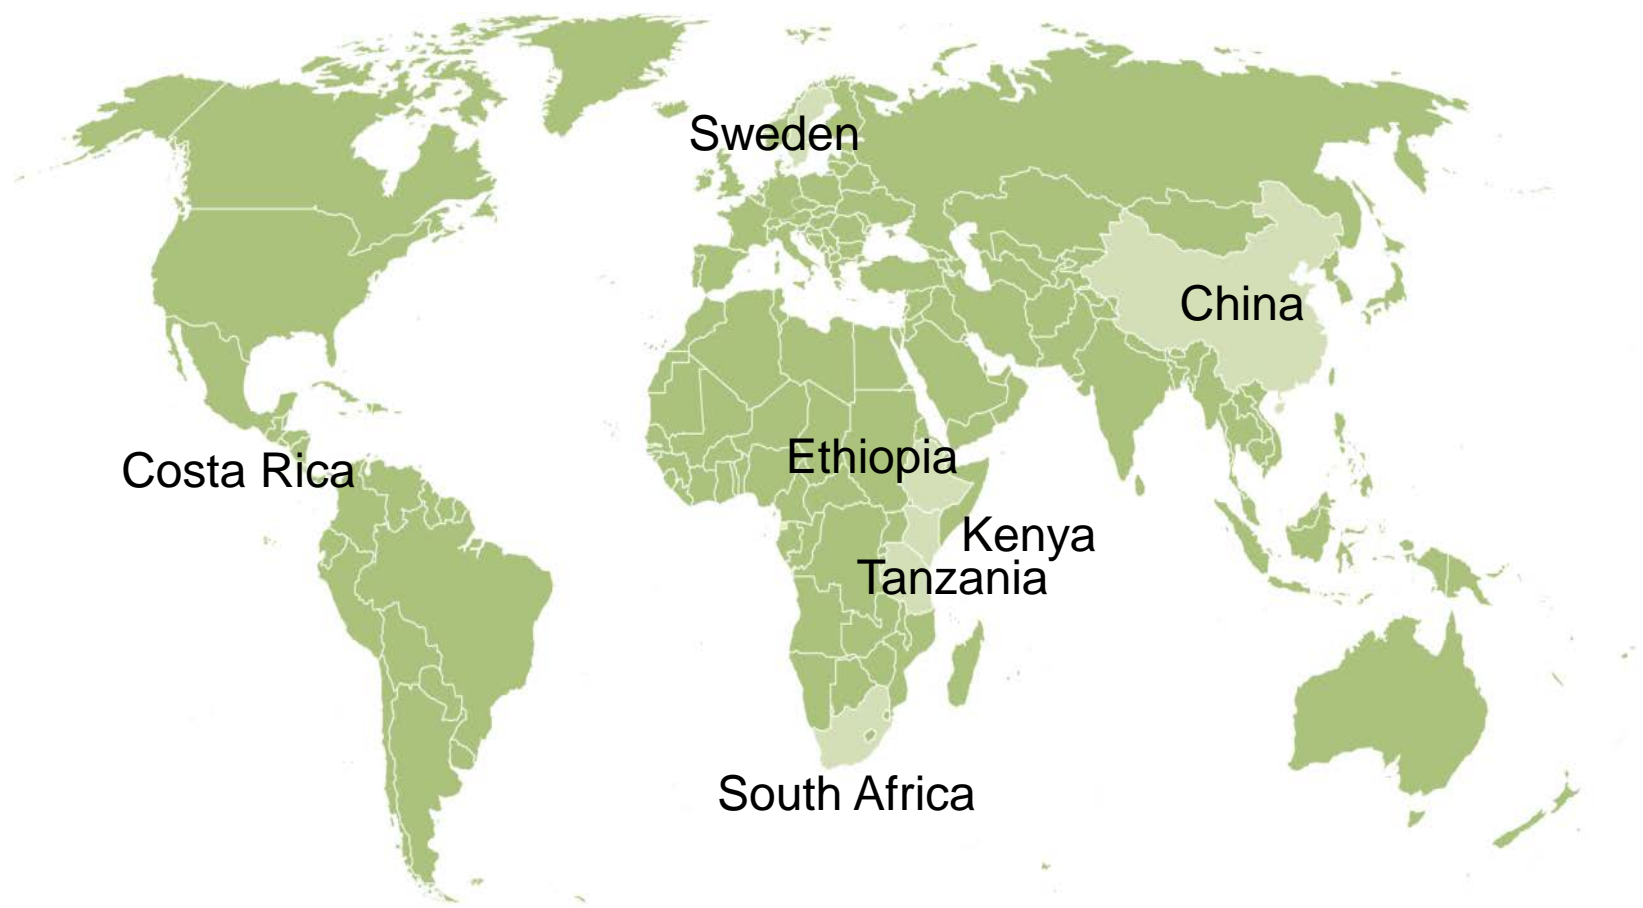 Sweden
China
Ethiopia
Costa Rica
Kenya
Tanzania
South Africa